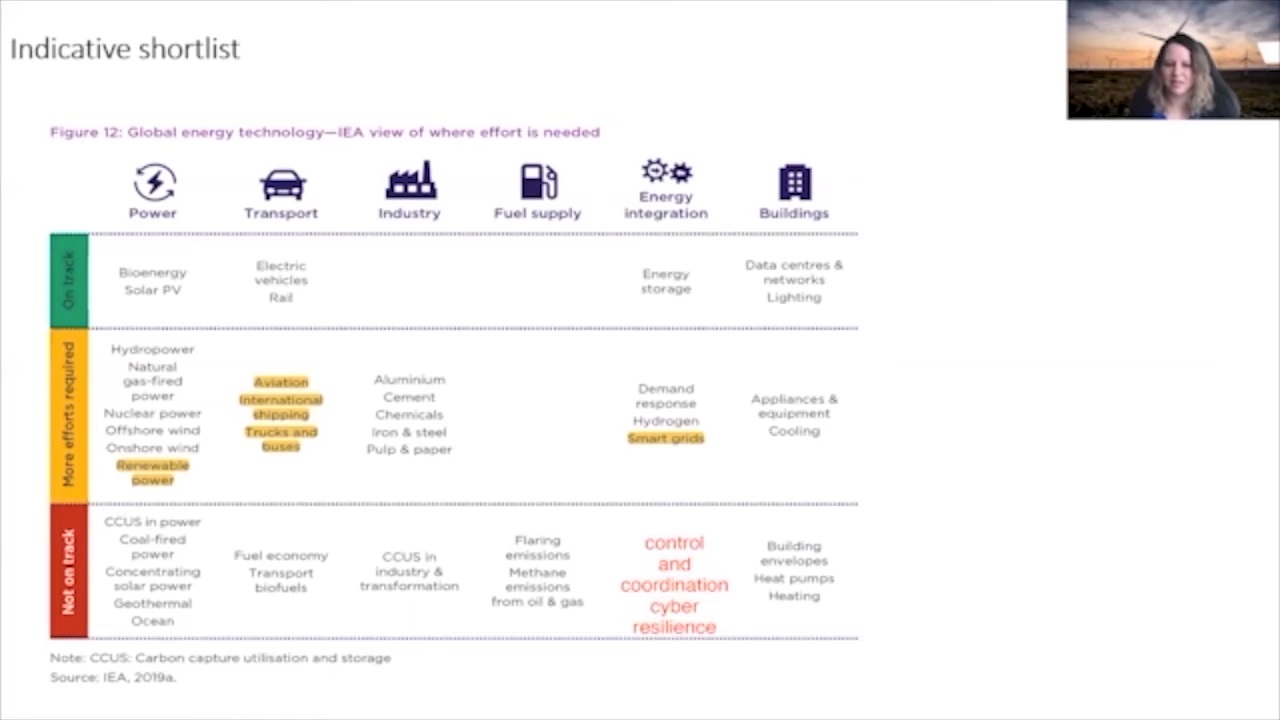 Indicative shortlist
Figure 12: Global energy technology—IEA view of where effort is needed
Power
Transport
Industry
Fuel supply
Energy
integration
Buildings
On track
Bioenergy
Solar PV
Electric
vehicles
Rail
Energy
storage
Data centres &
networks
Lighting
More efforts required
Hydropower
Natural
gas-fired
power
Nuclear power
Offshore wind
Onshore wind
Renewable
power
Aviation
International
shipping
Trucks and
buses
Aluminium
Cement
Chemicals
Iron & steel
Pulp & paper
Demand
response
Hydrogen
Smart grids
Appliances &
equipment
Cooling
Not on track
CCUS in power
Coal-fired
power
Concentrating
solar power
Geothermal
Ocean
Fuel economy
Transport
biofuels
CCUS in
industry &
transformation
Flaring
emissions
Methane
emissions
from oil & gas
control
and
coordination
cyber
resilience
Building
envelopes
Heat pumps
Heating
Note: CCUS: Carbon capture utilisation and storage
Source: IEA, 2019a.